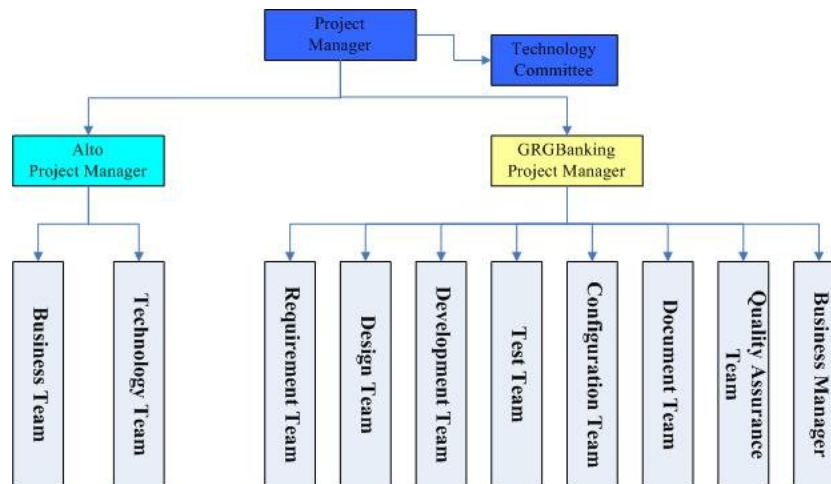 Project
Manager
Technology
Committee
Alto
Project Manager
GRGBanking
Project Manager
Business Team
Technology Team
Requirement Team
Design Team
Development Team
Test Team
Configuration Team
Document Team
Quality Assurance
Team
Business Manager